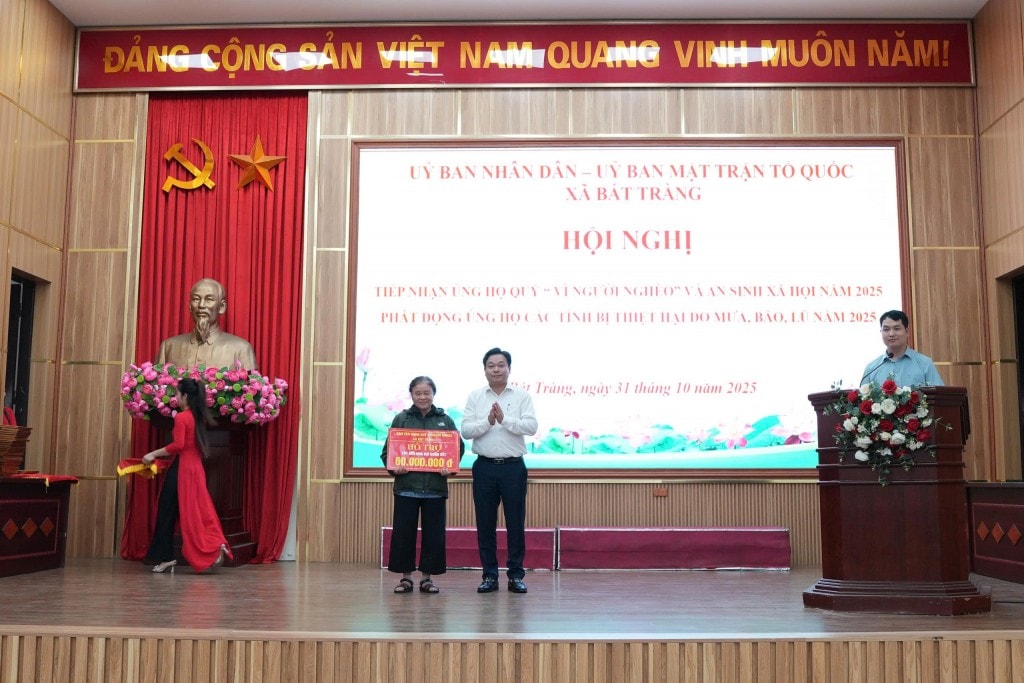 ĐẢNG CỘNG SẢN VIỆT NAM QUANG VINH MUÔN NĂM!
UỶ BAN NHÂN DÂN – UỶ BAN MẶT TRẬN TỔ QUỐC
XÃ BÁT TRÀNG
HỘI NGHỊ
TIẾP NHẬN ỦNG HỘ QUỸ “ VÌ NGƯỜI NGHÈO” VÀ AN SINH XÃ HỘI NĂM 2025
PHÁT ĐỘNG ỦNG HỘ CÁC TỈNH BỊ THIỆT HẠI DO MƯA, BÃO, LŨ NĂM 2025
Bát Tràng, ngày 31 tháng 10 năm 2025
HỖ TRỢ
60.000.000 đ